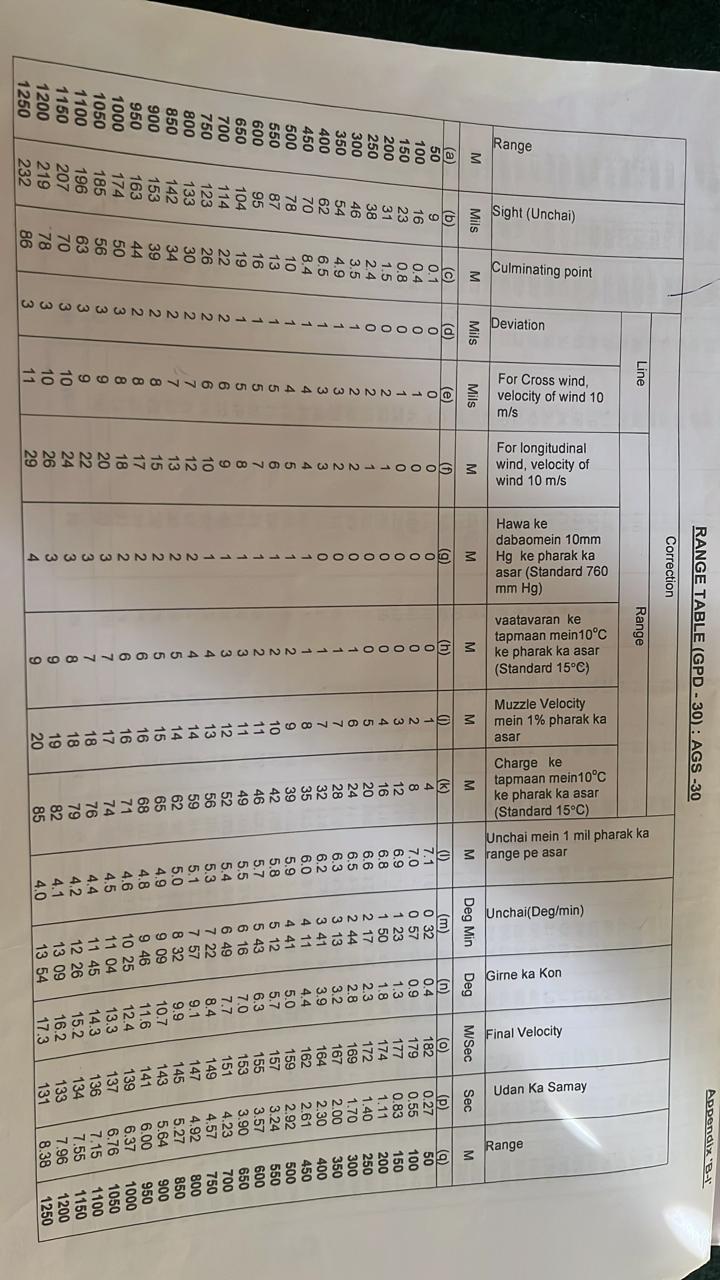 Appendix 'B-I'
RANGE TABLE (GPD - 30) : AGS -30
Correction
Line Range
Range
Sight (Unchai)
Culminating point
Deviation
For Cross wind, velocity of wind 10 m/s
For longitudinal wind, velocity of wind 10 m/s
Hawa ke dabaomein 10mm Hg ke pharak ka asar (Standard 760 mm Hg)
vaatavaran ke tapmaan mein10°C ke pharak ka asar (Standard 15°C)
Muzzle Velocity mein 1% pharak ka asar
Charge ke tapmaan mein10°C ke pharak ka asar (Standard 15°C)
Unchai mein 1 mil pharak ka range pe asar
Unchai(Deg/min)
Girne ka Kon
Final Velocity
Udan Ka Samay
Range
M Mils M Mils Mils M M M M M M Deg Min Deg M/Sec Sec M
(a) (b) (c) (d) (e) (f) (g) (h) (j) (k) (l) (m) (n) (o) (p) (q)
50 9 0.1 0 0 0 0 0 1 4 7.1 0 32 0.4 182 0.27 50
100 16 0.4 0 1 0 0 0 2 8 7.0 0 57 0.9 179 0.55 100
150 23 0.8 0 1 0 0 0 3 12 6.9 1 23 1.3 177 0.83 150
200 31 1.5 0 2 1 0 0 4 16 6.8 1 50 1.8 174 1.11 200
250 38 2.4 0 2 1 0 0 5 20 6.6 2 17 2.3 172 1.40 250
300 46 3.5 1 2 2 0 1 6 24 6.5 2 44 2.8 169 1.70 300
350 54 4.9 1 3 2 0 1 7 28 6.3 3 13 3.2 167 2.00 350
400 62 6.5 1 3 3 0 1 7 32 6.2 3 41 3.9 164 2.30 400
450 70 8.4 1 4 4 1 1 8 35 6.0 4 11 4.4 162 2.61 450
500 78 10 1 4 5 1 2 9 39 5.9 4 41 5.0 159 2.92 500
550 87 13 1 5 6 1 2 10 42 5.8 5 12 5.7 157 3.24 550
600 95 16 1 5 7 1 2 11 46 5.7 5 43 6.3 155 3.57 600
650 104 19 1 5 8 1 3 11 49 5.5 6 16 7.0 153 3.90 650
700 114 22 2 6 9 1 3 12 52 5.4 6 49 7.7 151 4.23 700
750 123 26 2 6 10 1 4 13 56 5.3 7 22 8.4 149 4.57 750
800 133 30 2 7 12 2 4 14 59 5.1 7 57 9.1 147 4.92 800
850 142 34 2 7 13 2 5 14 62 5.0 8 32 9.9 145 5.27 850
900 153 39 2 8 15 2 5 15 65 4.9 9 09 10.7 143 5.64 900
950 163 44 2 8 17 2 6 16 68 4.8 9 46 11.6 141 6.00 950
1000 174 50 3 8 18 2 6 16 71 4.6 10 25 12.4 139 6.37 1000
1050 185 56 3 9 20 3 7 17 74 4.5 11 04 13.3 137 6.76 1050
1100 196 63 3 9 22 3 7 18 76 4.4 11 45 14.3 136 7.15 1100
1150 207 70 3 10 24 3 8 18 79 4.2 12 26 15.2 134 7.55 1150
1200 219 78 3 10 26 3 9 19 82 4.1 13 09 16.2 133 7.96 1200
1250 232 86 3 11 29 4 9 20 85 4.0 13 54 17.3 131 8.38 1250